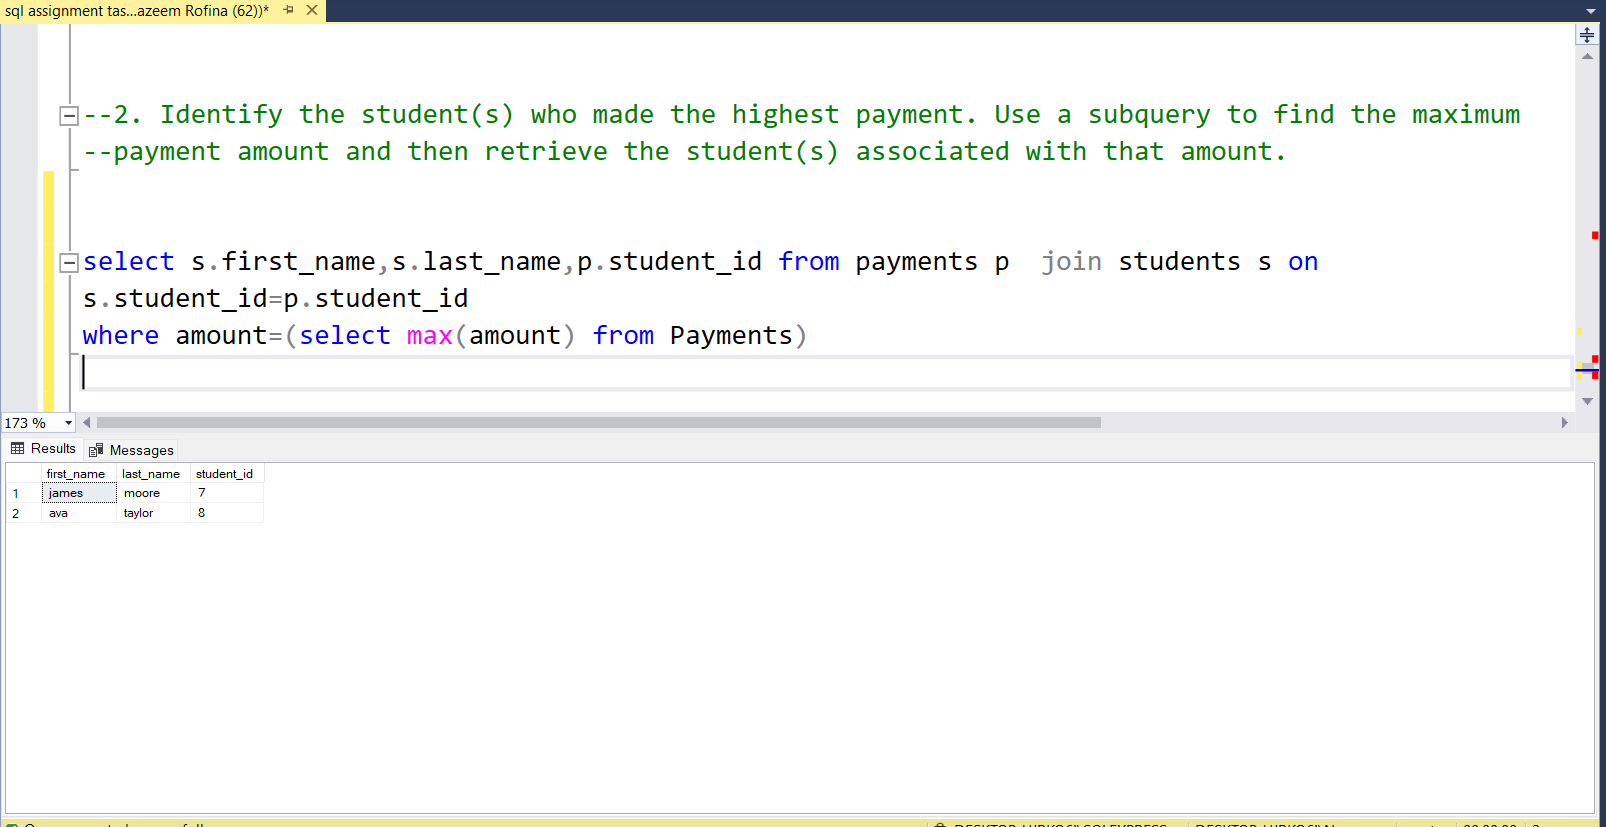 sql assignment tas...azeem Rofina (62))*
--2. Identify the student(s) who made the highest payment. Use a subquery to find the maximum
--payment amount and then retrieve the student(s) associated with that amount.
select s.first_name,s.last_name,p.student_id from payments p  join students s on
s.student_id=p.student_id
where amount=(select max(amount) from Payments)
173 %
Results Messages
first_name last_name student_id
1 james moore 7
2 ava taylor 8